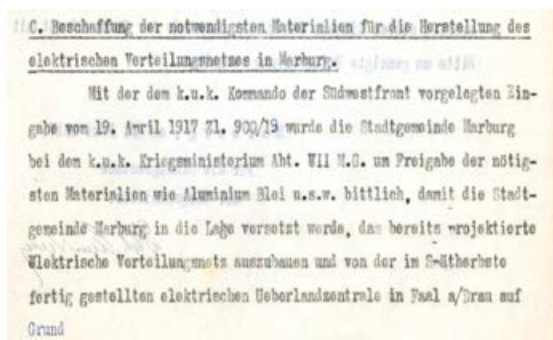 C. Beschaffung der notwendigsten Materialien für die Herstellung des
elektrischen Verteilungsnetzes in Marburg.
Mit der dem k.u.k. Kommando der Südwestfront vorgelegten Ein-
gabe vom 19. April 1917 Zl. 900/19 wurde die Stadtgemeinde Marburg
bei dem k.u.k. Kriegsministerium Abt. VII M.G. um Freigabe der nötig-
sten Materialien wie Aluminium Blei u.s.w. bittlich, damit die Stadt-
gemeinde Marburg in die Lage versetzt werde, das bereits projektierte
Elektrische Verteilungsnetz auszubauen und von der im S-ätherbste
fertig gestellten elektrischen Ueberlandzentrale in Faal a/Drau auf
Grund